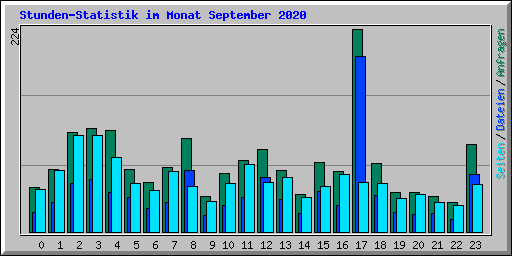 Stunden-Statistik im Monat September 2020
224
Seiten / Dateien / Anfragen
0 1 2 3 4 5 6 7 8 9 10 11 12 13 14 15 16 17 18 19 20 21 22 23